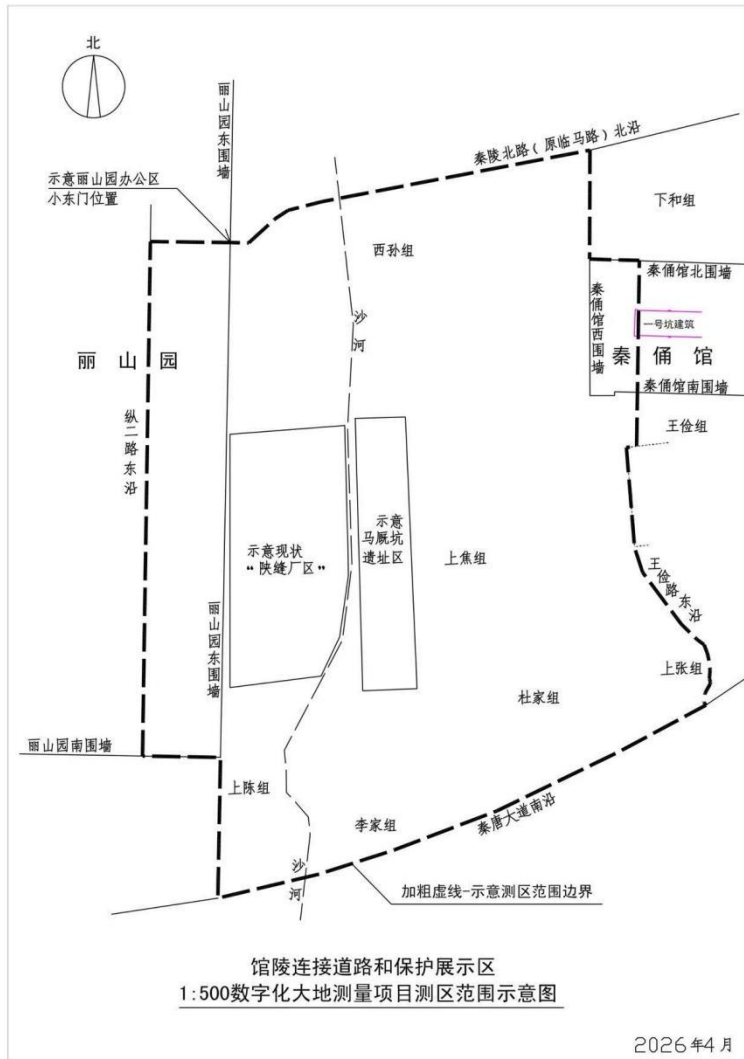 北
丽山园东围墙
秦陵北路（原临马路）北沿
示意丽山园办公区
小东门位置
下和组
西孙组
秦俑馆北围墙
秦俑馆西围墙
一号坑建筑
沙河
丽 山 园
秦 俑 馆
秦俑馆南围墙
纵二路东沿
王俭组
示意现状
“陕缝厂区”
示意
马厩坑
遗址区
上焦组
王俭路东沿
丽山园东围墙
上张组
杜家组
丽山园南围墙
上陈组
李家组
秦唐大道南沿
沙河
加粗虚线-示意测区范围边界
馆陵连接道路和保护展示区
1:500数字化大地测量项目测区范围示意图
2026年4月